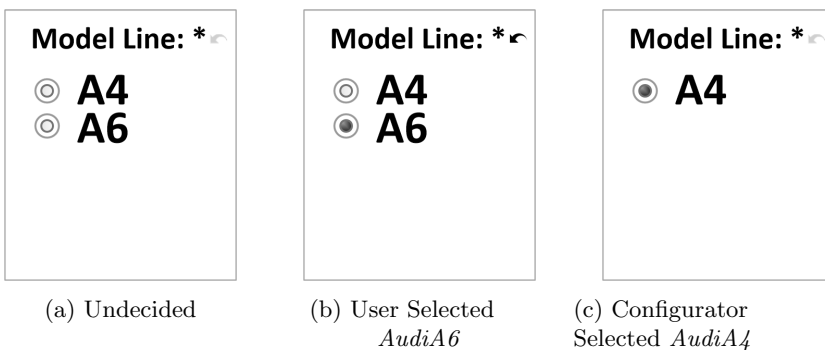 Model Line: *
A4
A6
Model Line: *
A4
A6
Model Line: *
A4
(a) Undecided
(b) User Selected
AudiA6
(c) Configurator
Selected AudiA4